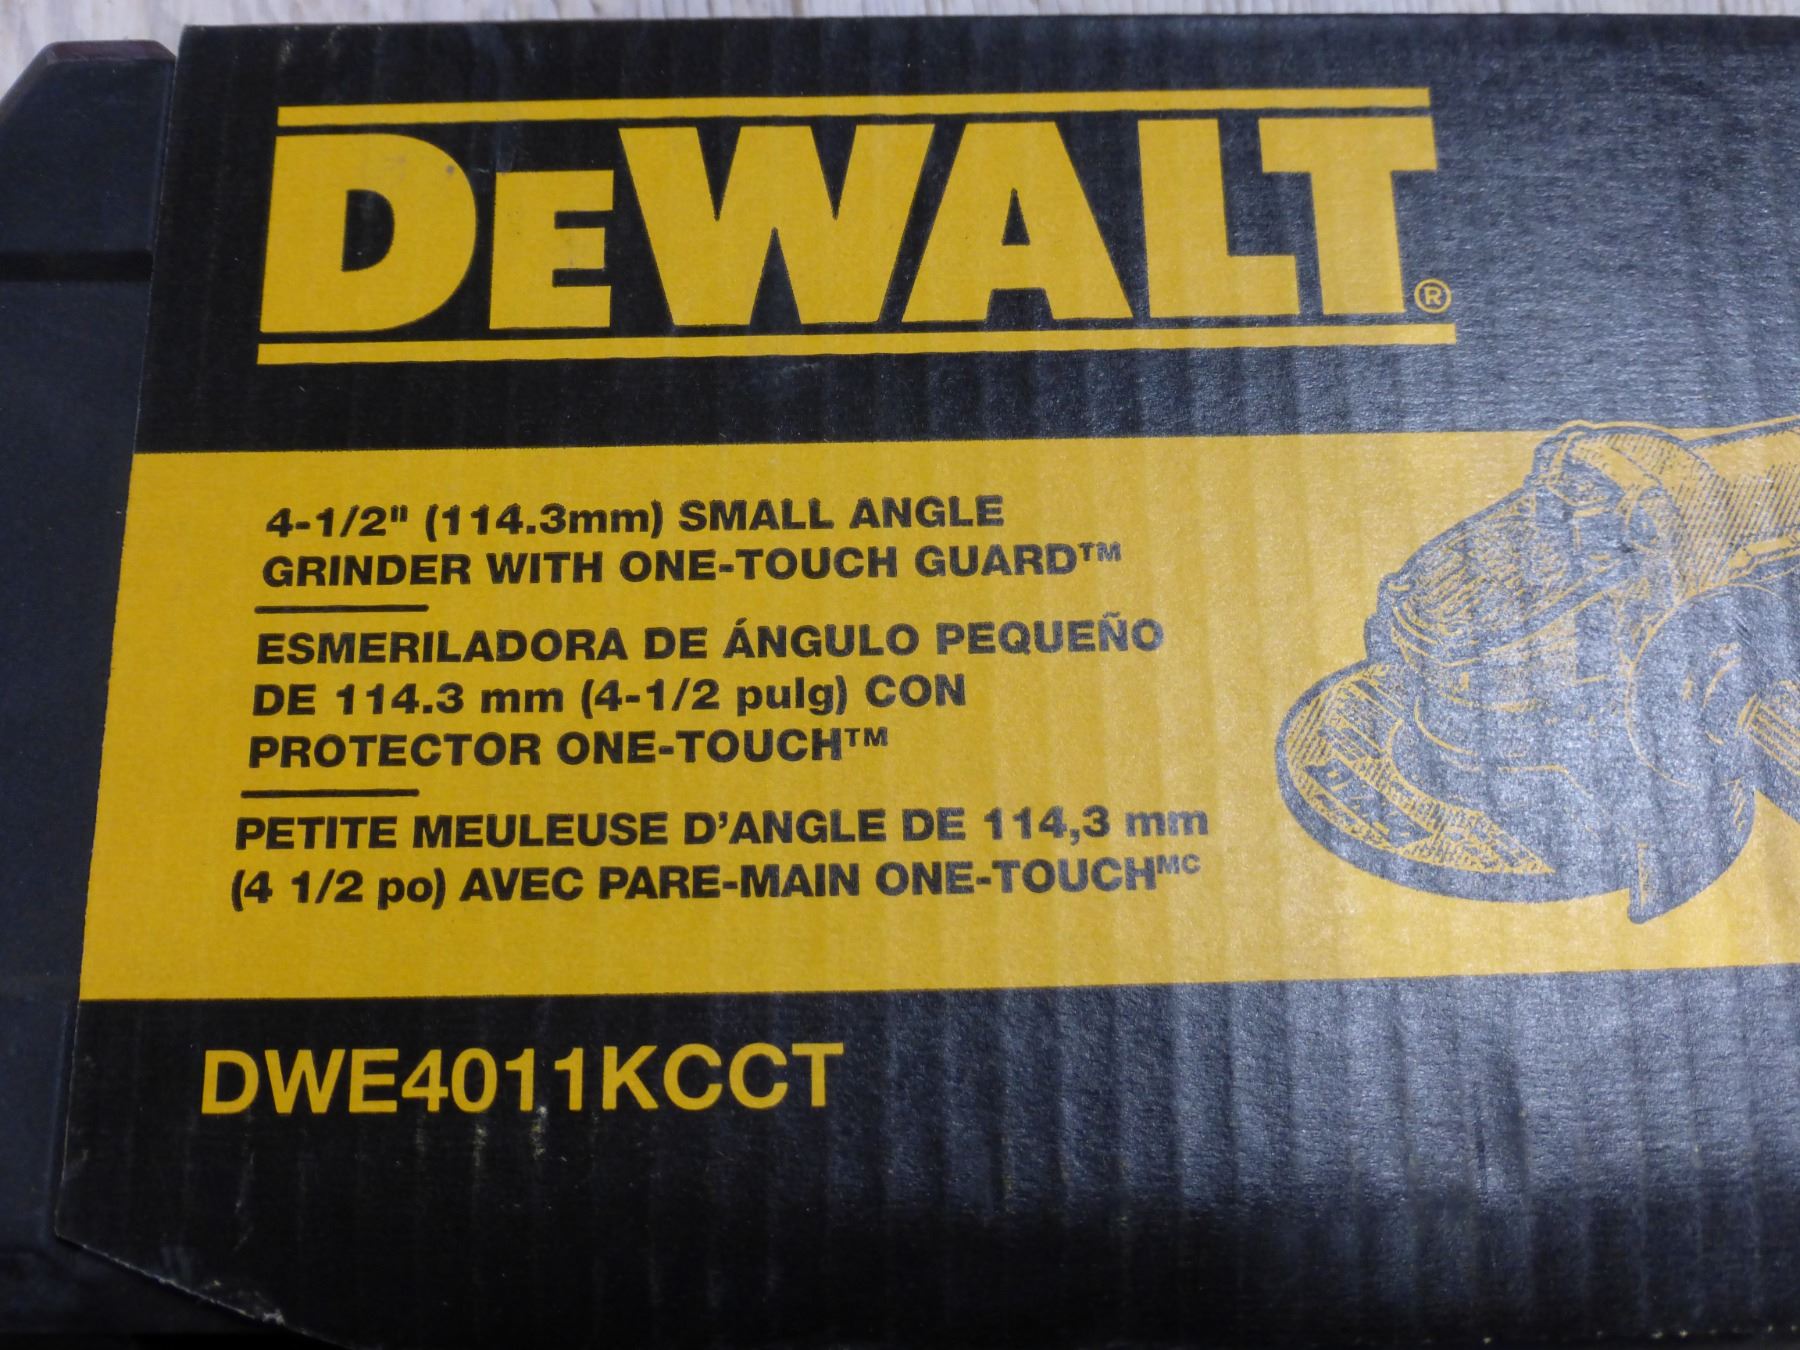 DEWALT®
4-1/2" (114.3mm) SMALL ANGLE
GRINDER WITH ONE-TOUCH GUARD™
ESMERILADORA DE ÁNGULO PEQUEÑO
DE 114.3 mm (4-1/2 pulg) CON
PROTECTOR ONE-TOUCH™
PETITE MEULEUSE D’ANGLE DE 114,3 mm
(4 1/2 po) AVEC PARE-MAIN ONE-TOUCHᴹᶜ
DWE4011KCCT